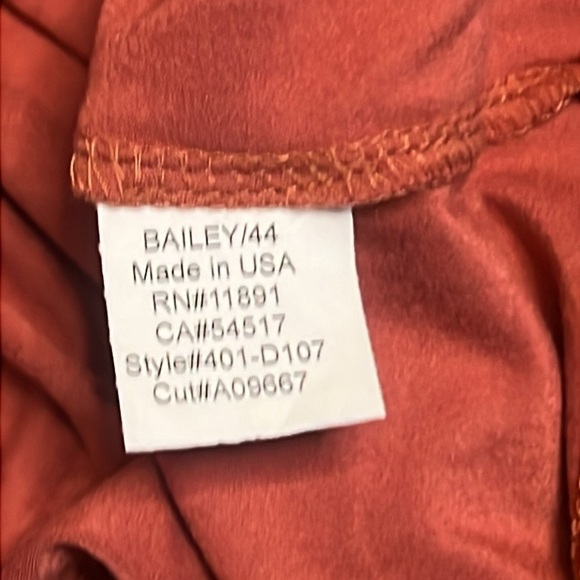 BAILEY/44
Made in USA
RN#11891
CA#54517
Style#401-D107
Cut#A09667